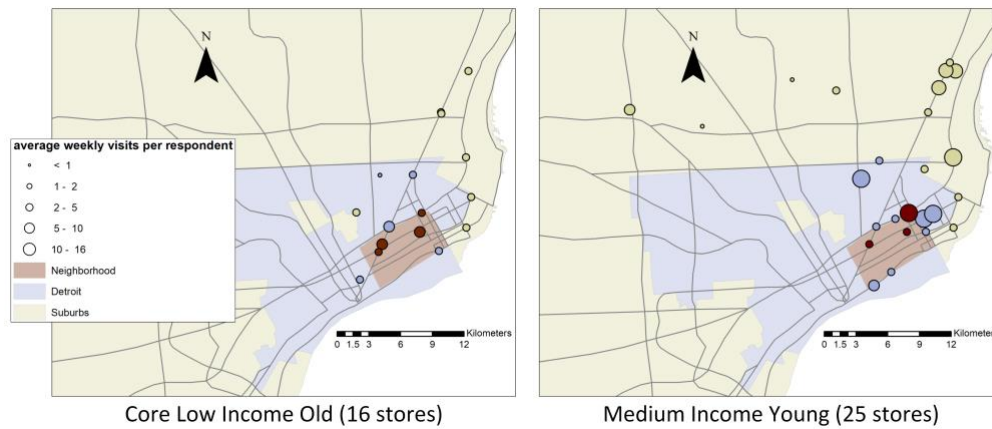 N
N
average weekly visits per respondent
< 1
1 - 2
2 - 5
5 - 10
10 - 16
Neighborhood
Detroit
Suburbs
Kilometers
0 1.5 3 6 9 12
Kilometers
0 1.5 3 6 9 12
Core Low Income Old (16 stores)
Medium Income Young (25 stores)